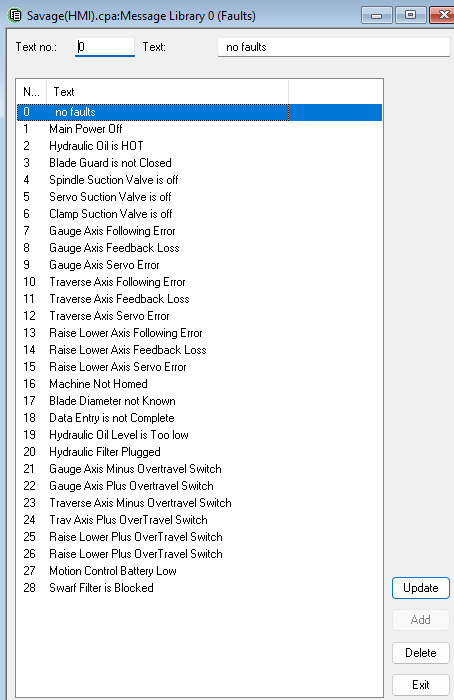 Savage(HMI).cpa:Message Library 0 (Faults)
Text no.: 0 Text: no faults
N... Text
0 no faults
1 Main Power Off
2 Hydraulic Oil is HOT
3 Blade Guard is not Closed
4 Spindle Suction Valve is off
5 Servo Suction Valve is off
6 Clamp Suction Valve is off
7 Gauge Axis Following Error
8 Gauge Axis Feedback Loss
9 Gauge Axis Servo Error
10 Traverse Axis Following Error
11 Traverse Axis Feedback Loss
12 Traverse Axis Servo Error
13 Raise Lower Axis Following Error
14 Raise Lower Axis Feedback Loss
15 Raise Lower Axis Servo Error
16 Machine Not Homed
17 Blade Diameter not Known
18 Data Entry is not Complete
19 Hydraulic Oil Level is Too low
20 Hydraulic Filter Plugged
21 Gauge Axis Minus Overtravel Switch
22 Gauge Axis Plus Overtravel Switch
23 Traverse Axis Minus Overtravel Switch
24 Trav Axis Plus OverTravel Switch
25 Raise Lower Plus OverTravel Switch
26 Raise Lower Plus OverTravel Switch
27 Motion Control Battery Low
28 Swarf Filter is Blocked
Update
Add
Delete
Exit